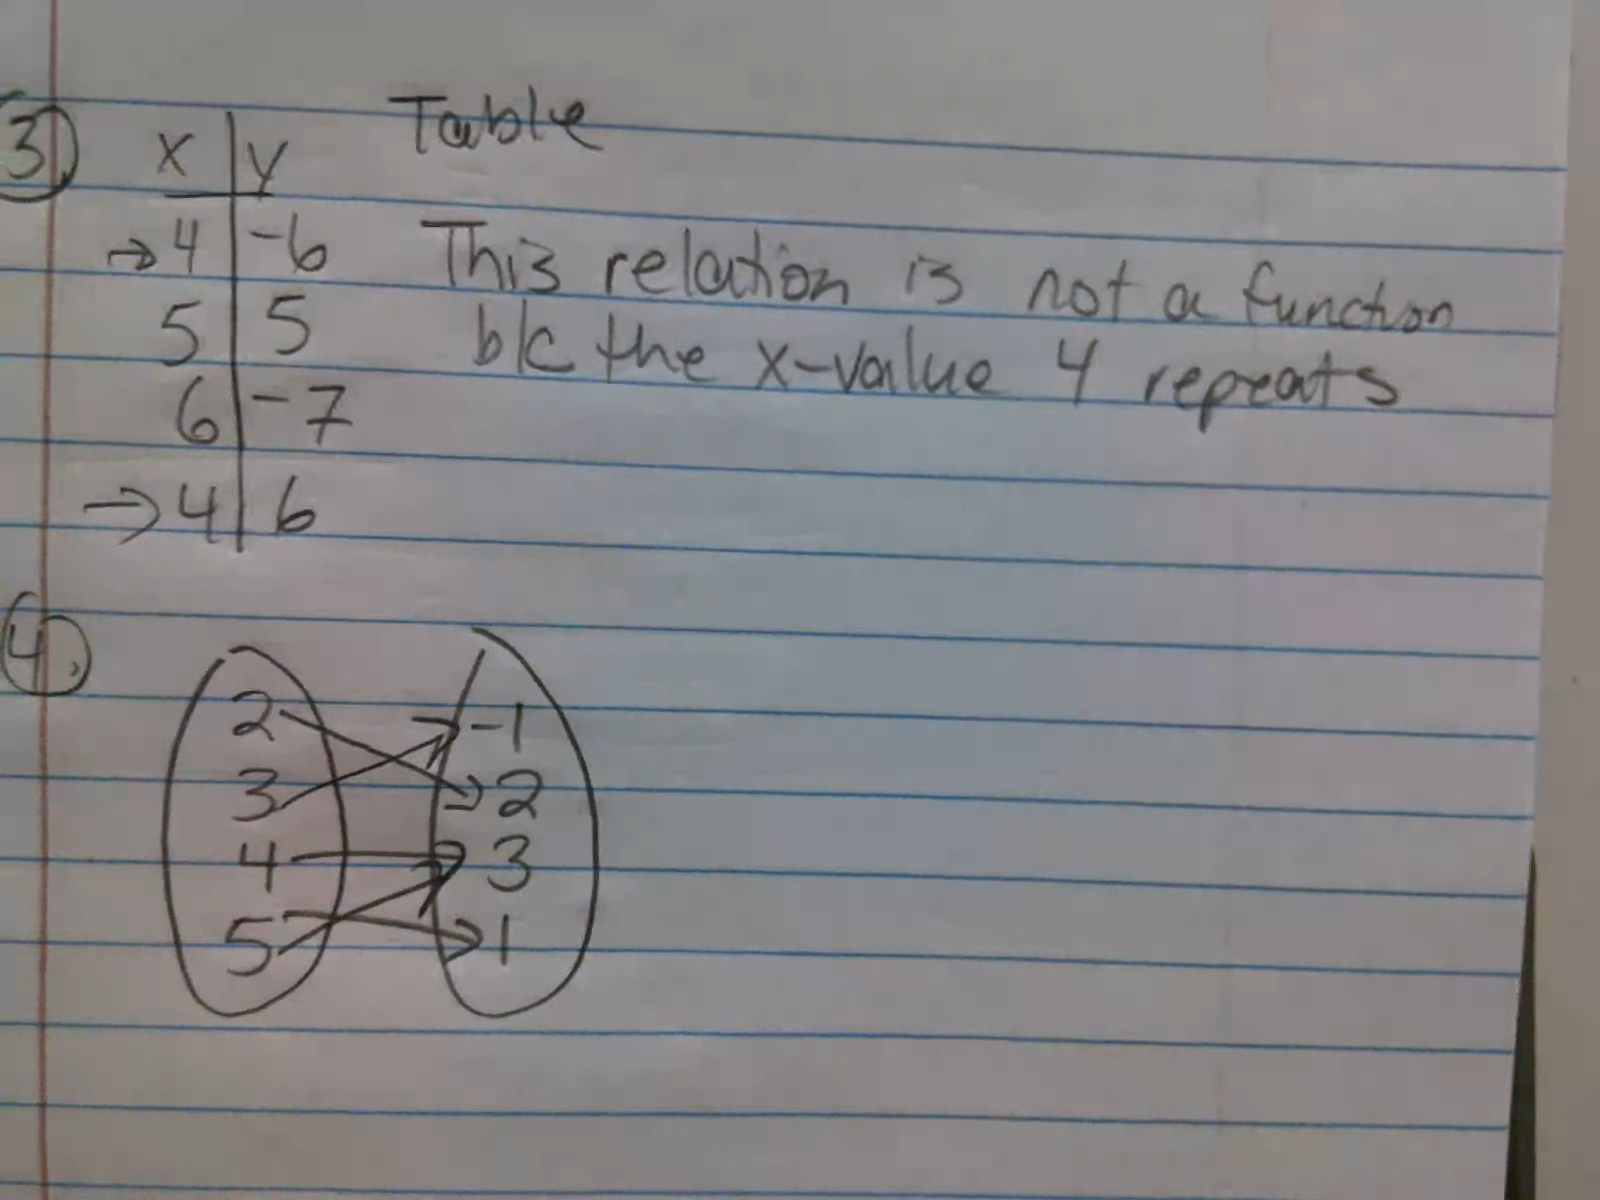 3. x y Table
→ 4 -6 This relation is not a function
5 5 b/c the x-value 4 repeats
6 -7
→ 4 6
4.
2 -1
3 2
4 3
5 1